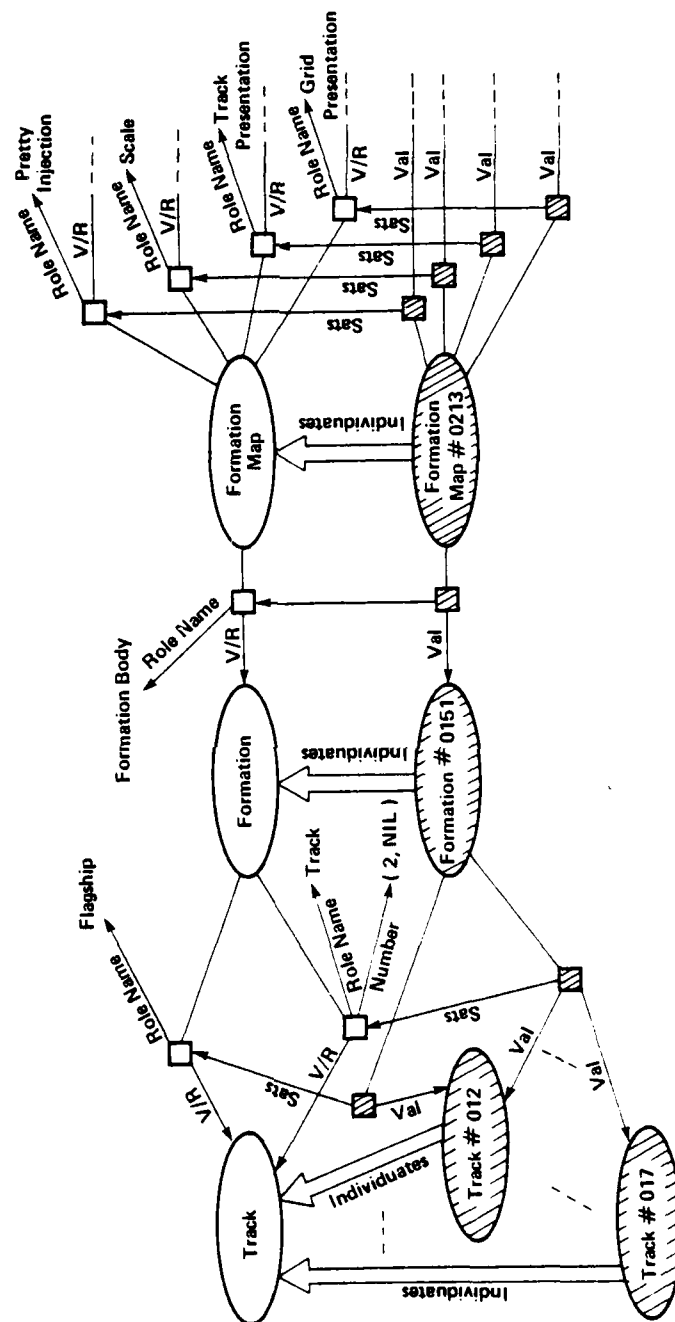 Pretty
Injection
Role Name
V/R
Scale
Role Name
V/R
Track
Presentation
Role Name
V/R
Grid
Presentation
Role Name
V/R
Sats
Sats
Sats
Sats
Val
Val
Val
Val
Formation
Map
Individuates
Formation
Map # 0213
Formation Body
Role Name
V/R
Val
Formation
Individuates
Formation # 0151
Flagship
Role Name
V/R
Track
Role Name
Number
( 2, NIL )
V/R
Sats
Sats
Val
Val
Val
Track
Individuates
Track # 012
Individuates
Track # 017